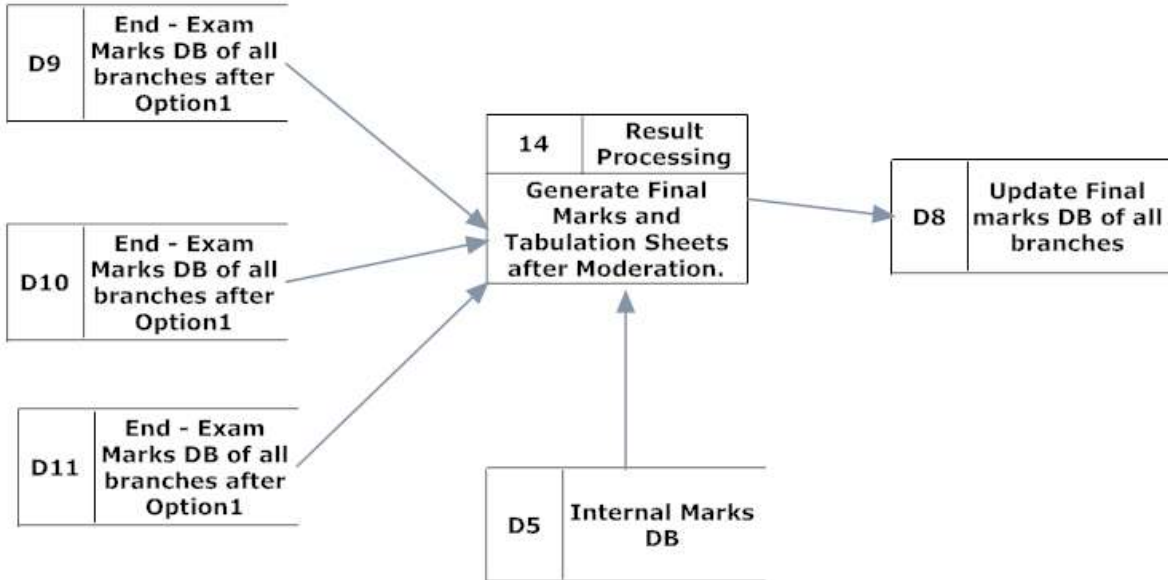 D9
End - Exam
Marks DB of all
branches after
Option1
14
Result
Processing
Generate Final
Marks and
Tabulation Sheets
after Moderation.
D8
Update Final
marks DB of all
branches
D10
End - Exam
Marks DB of all
branches after
Option1
D11
End - Exam
Marks DB of all
branches after
Option1
D5
Internal Marks
DB